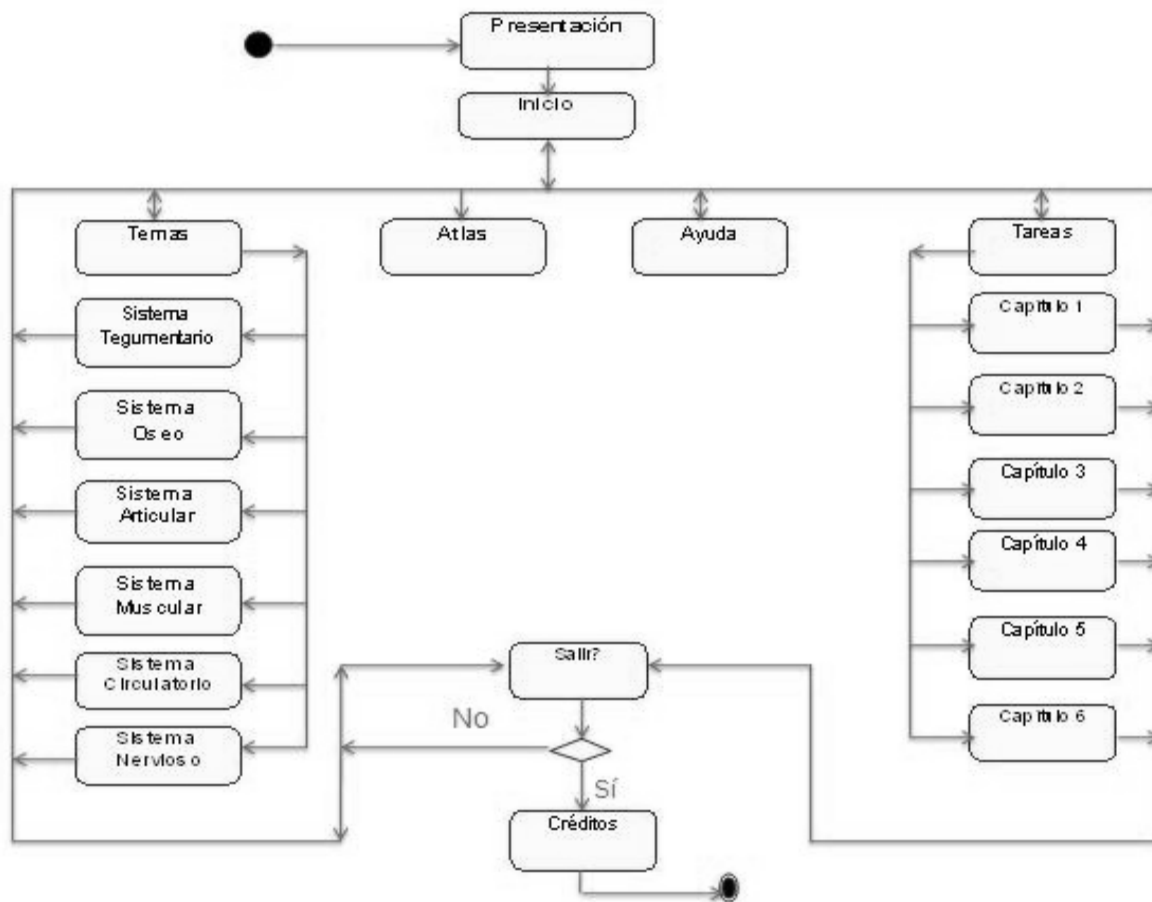 Presentación
Inicio
Temas
Atlas
Ayuda
Tareas
Sistema
Tegumentario
Sistema
Oseo
Sistema
Articular
Sistema
Muscular
Sistema
Circulatorio
Sistema
Nervioso
Capítulo 1
Capítulo 2
Capítulo 3
Capítulo 4
Capítulo 5
Capítulo 6
Salir?
No
Sí
Créditos